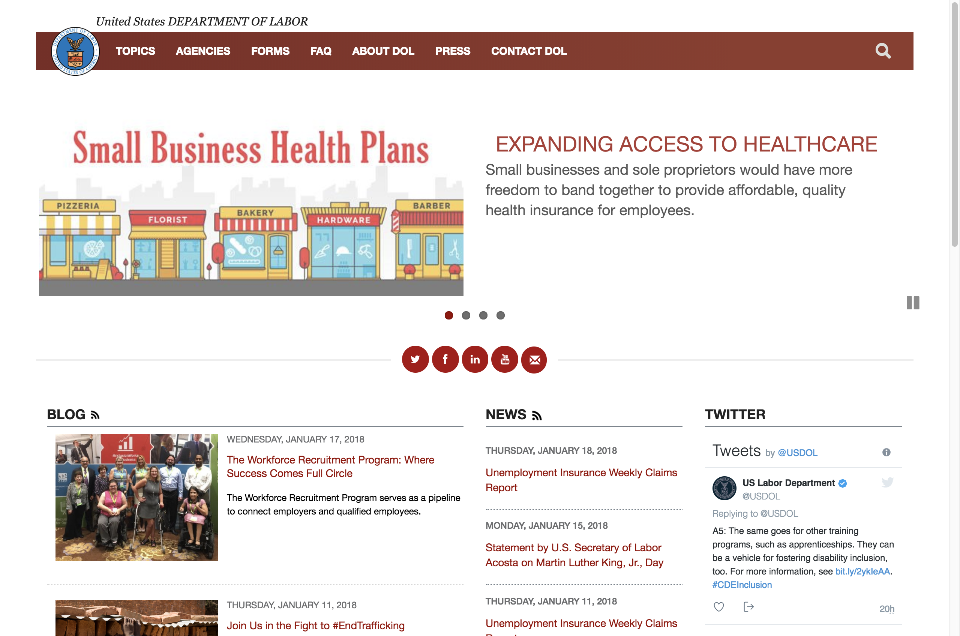 United States DEPARTMENT OF LABOR
TOPICS AGENCIES FORMS FAQ ABOUT DOL PRESS CONTACT DOL
Small Business Health Plans
PIZZERIA
FLORIST
BAKERY
HARDWARE
BARBER
EXPANDING ACCESS TO HEALTHCARE
Small businesses and sole proprietors would have more
freedom to band together to provide affordable, quality
health insurance for employees.
BLOG
WEDNESDAY, JANUARY 17, 2018
The Workforce Recruitment Program: Where
Success Comes Full Circle
The Workforce Recruitment Program serves as a pipeline
to connect employers and qualified employees.
THURSDAY, JANUARY 11, 2018
Join Us in the Fight to #EndTrafficking
NEWS
THURSDAY, JANUARY 18, 2018
Unemployment Insurance Weekly Claims
Report
MONDAY, JANUARY 15, 2018
Statement by U.S. Secretary of Labor
Acosta on Martin Luther King, Jr., Day
THURSDAY, JANUARY 11, 2018
Unemployment Insurance Weekly Claims
TWITTER
Tweets by @USDOL
US Labor Department
@USDOL
Replying to @USDOL
A5: The same goes for other training
programs, such as apprenticeships. They can
be a vehicle for fostering disability inclusion,
too. For more information, see bit.ly/2ykIeAA.
#CDEInclusion
20h